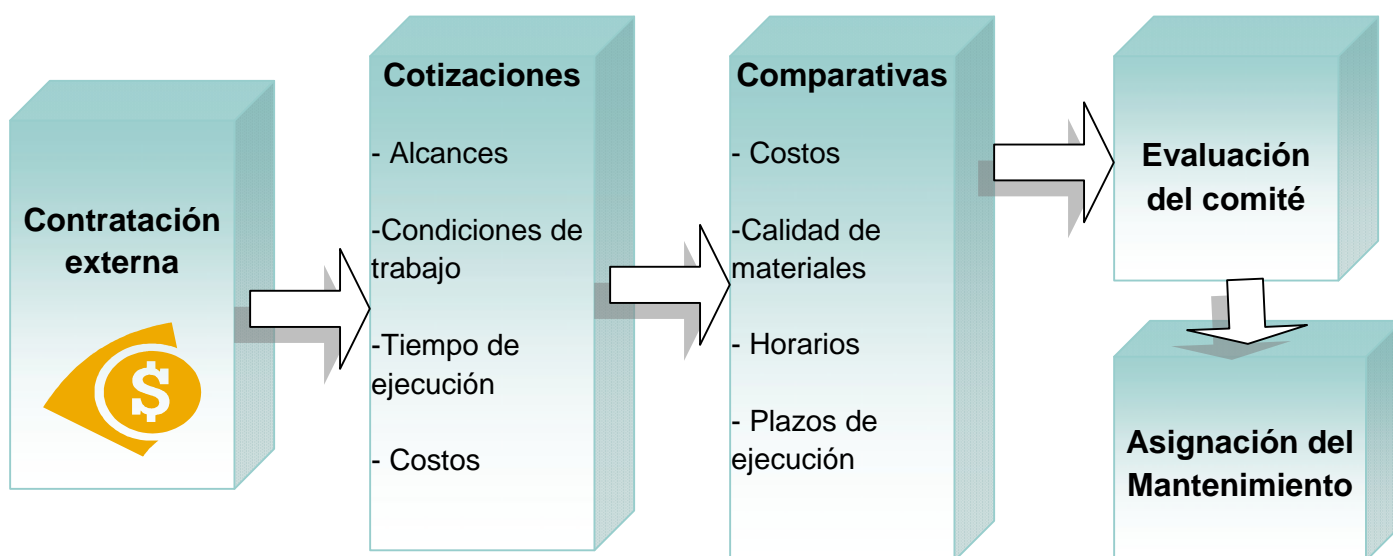 Contratación
externa
$
Cotizaciones
- Alcances
-Condiciones de
trabajo
-Tiempo de
ejecución
- Costos
Comparativas
- Costos
-Calidad de
materiales
- Horarios
- Plazos de
ejecución
Evaluación
del comité
Asignación del
Mantenimiento